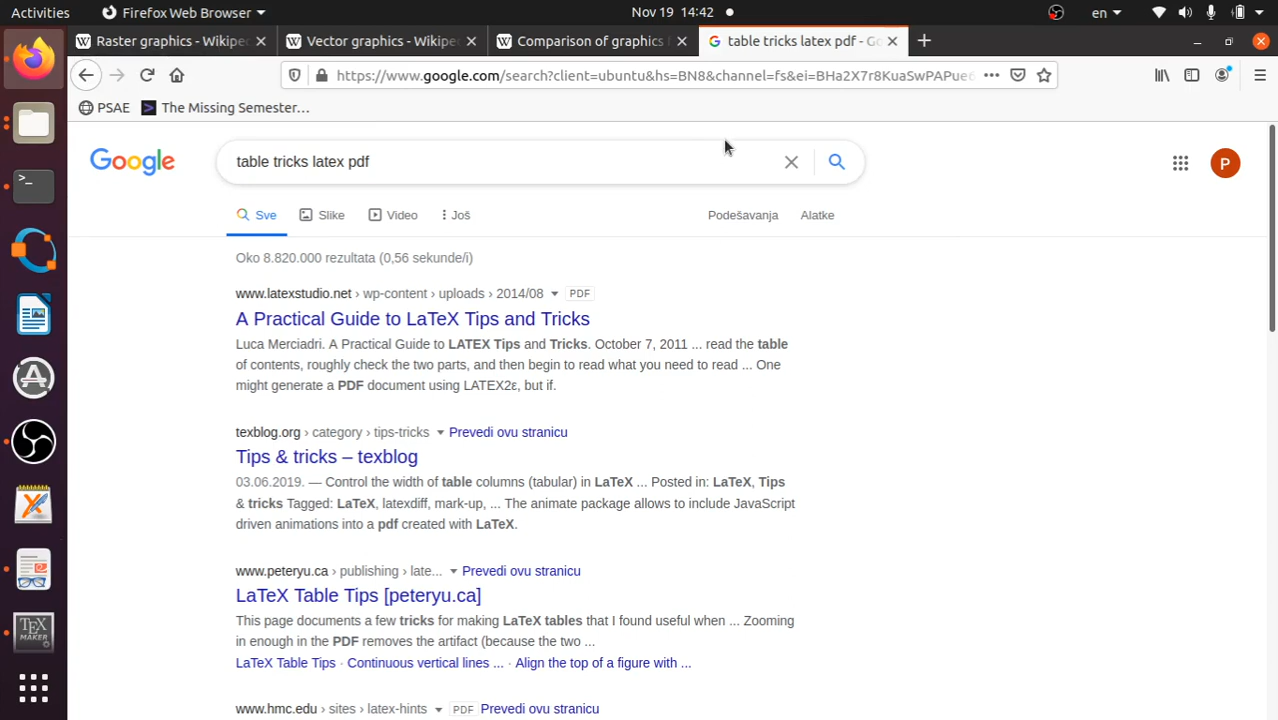 Activities
Firefox Web Browser
Nov 19 14:42
en
Raster graphics - Wikipe
Vector graphics - Wikipe
Comparison of graphics
table tricks latex pdf - Go
https://www.google.com/search?client=ubuntu&hs=BN8&channel=fs&ei=BHa2X7r8KuaSwPAPue
PSAE
The Missing Semester...
Google
table tricks latex pdf
P
Sve
Slike
Video
Još
Podešavanja
Alatke
Oko 8.820.000 rezultata (0,56 sekunde/i)
www.latexstudio.net › wp-content › uploads › 2014/08 PDF
A Practical Guide to LaTeX Tips and Tricks
Luca Merciadri. A Practical Guide to LATEX Tips and Tricks. October 7, 2011 ... read the table
of contents, roughly check the two parts, and then begin to read what you need to read ... One
might generate a PDF document using LATEX2ε, but if.
texblog.org › category › tips-tricks Prevedi ovu stranicu
Tips & tricks – texblog
03.06.2019. — Control the width of table columns (tabular) in LaTeX ... Posted in: LaTeX, Tips
& tricks Tagged: LaTeX, latexdiff, mark-up, ... The animate package allows to include JavaScript
driven animations into a pdf created with LaTeX.
www.peteryu.ca › publishing › late... Prevedi ovu stranicu
LaTeX Table Tips [peteryu.ca]
This page documents a few tricks for making LaTeX tables that I found useful when ... Zooming
in enough in the PDF removes the artifact (because the two ...
LaTeX Table Tips · Continuous vertical lines ... · Align the top of a figure with ...
www.hmc.edu › sites › latex-hints PDF Prevedi ovu stranicu
TEX
MAKER